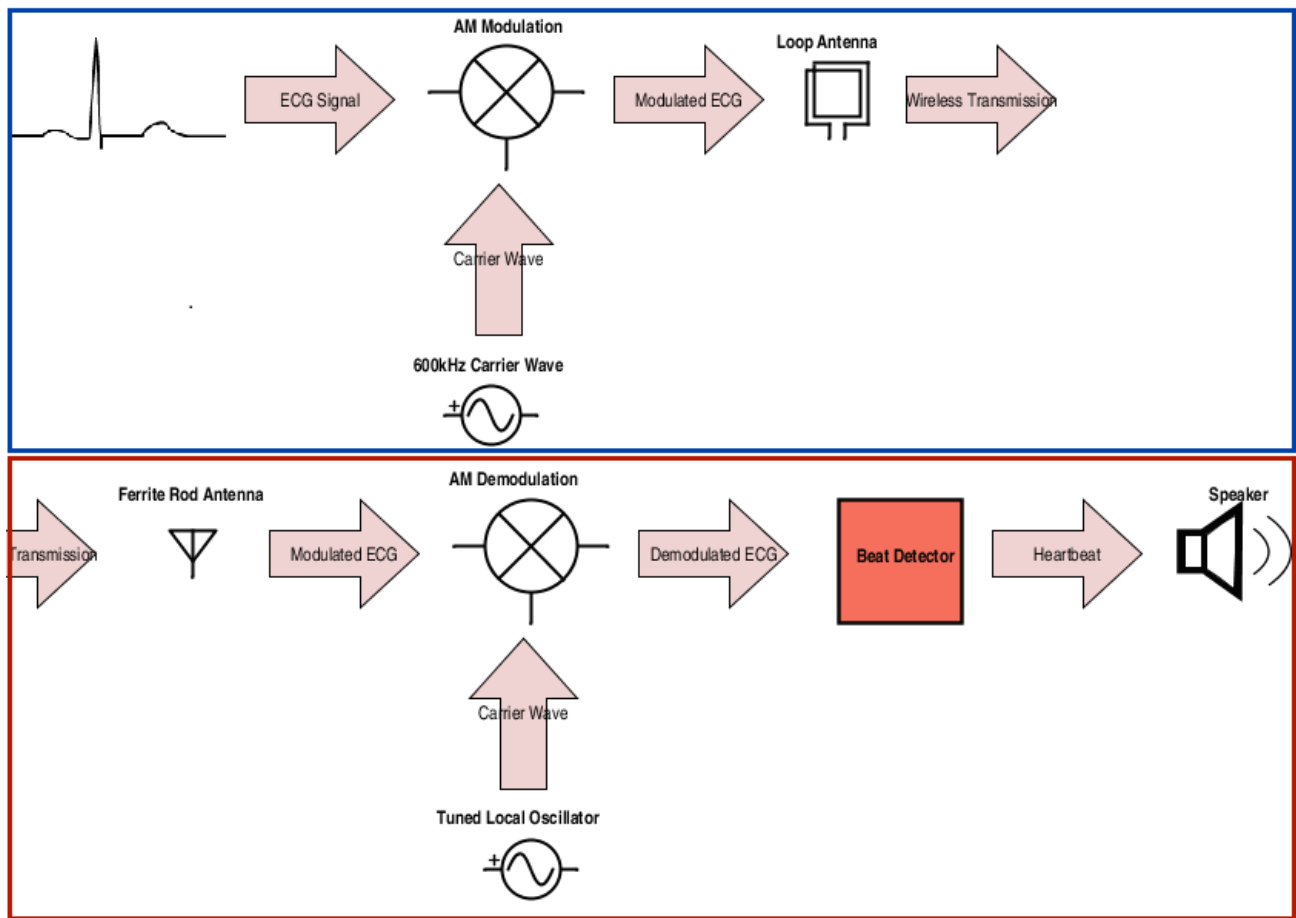 AM Modulation
Loop Antenna
ECG Signal
Modulated ECG
Wireless Transmission
Carrier Wave
600kHz Carrier Wave
+
Ferrite Rod Antenna
AM Demodulation
Speaker
Transmission
Modulated ECG
Demodulated ECG
Beat Detector
Heartbeat
Carrier Wave
Tuned Local Oscillator
+